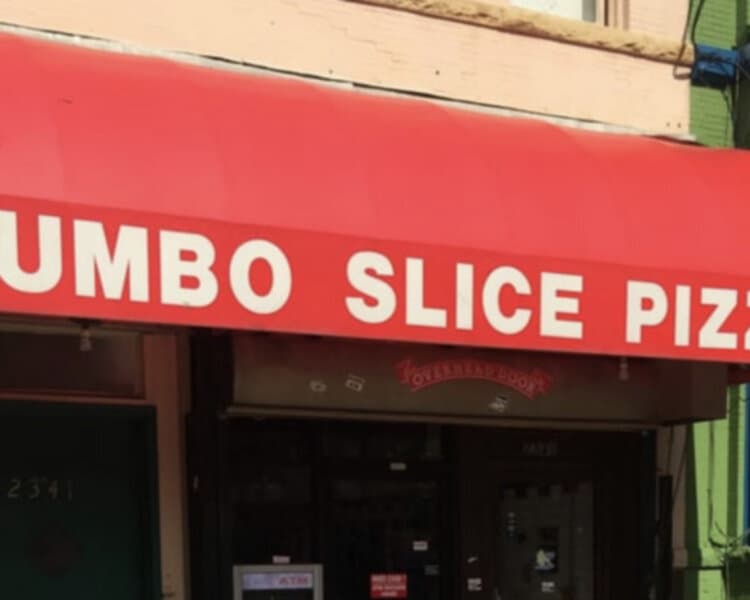 UMBO SLICE PIZZ
OVERHEAD DOOR
2341
ATM